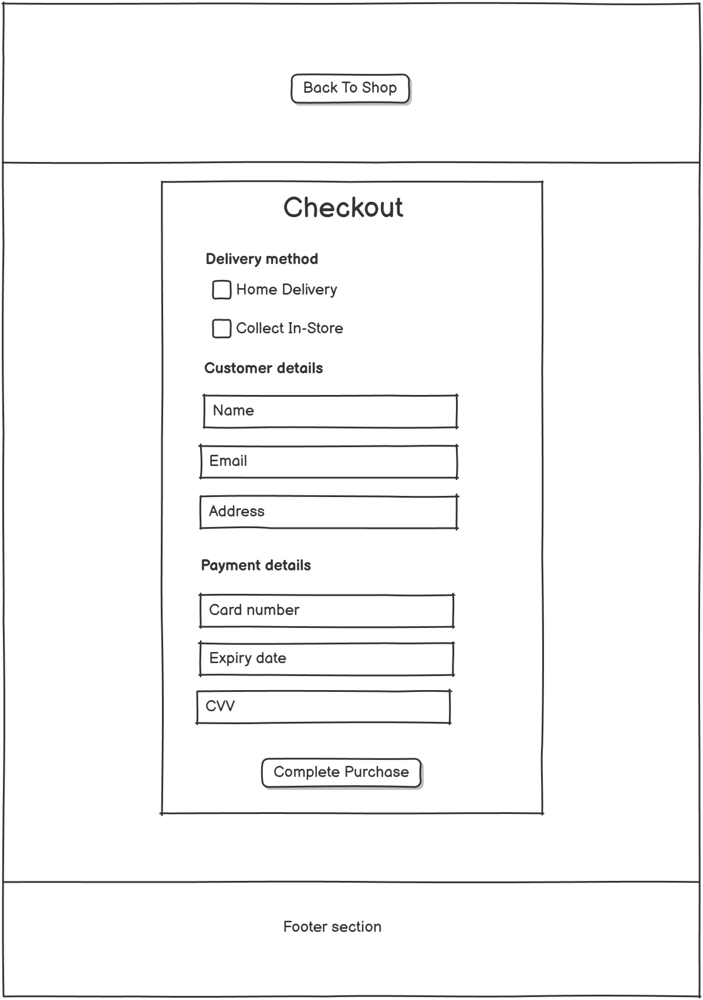 Back To Shop
Checkout
Delivery method
Home Delivery
Collect In-Store
Customer details
Name
Email
Address
Payment details
Card number
Expiry date
CVV
Complete Purchase
Footer section